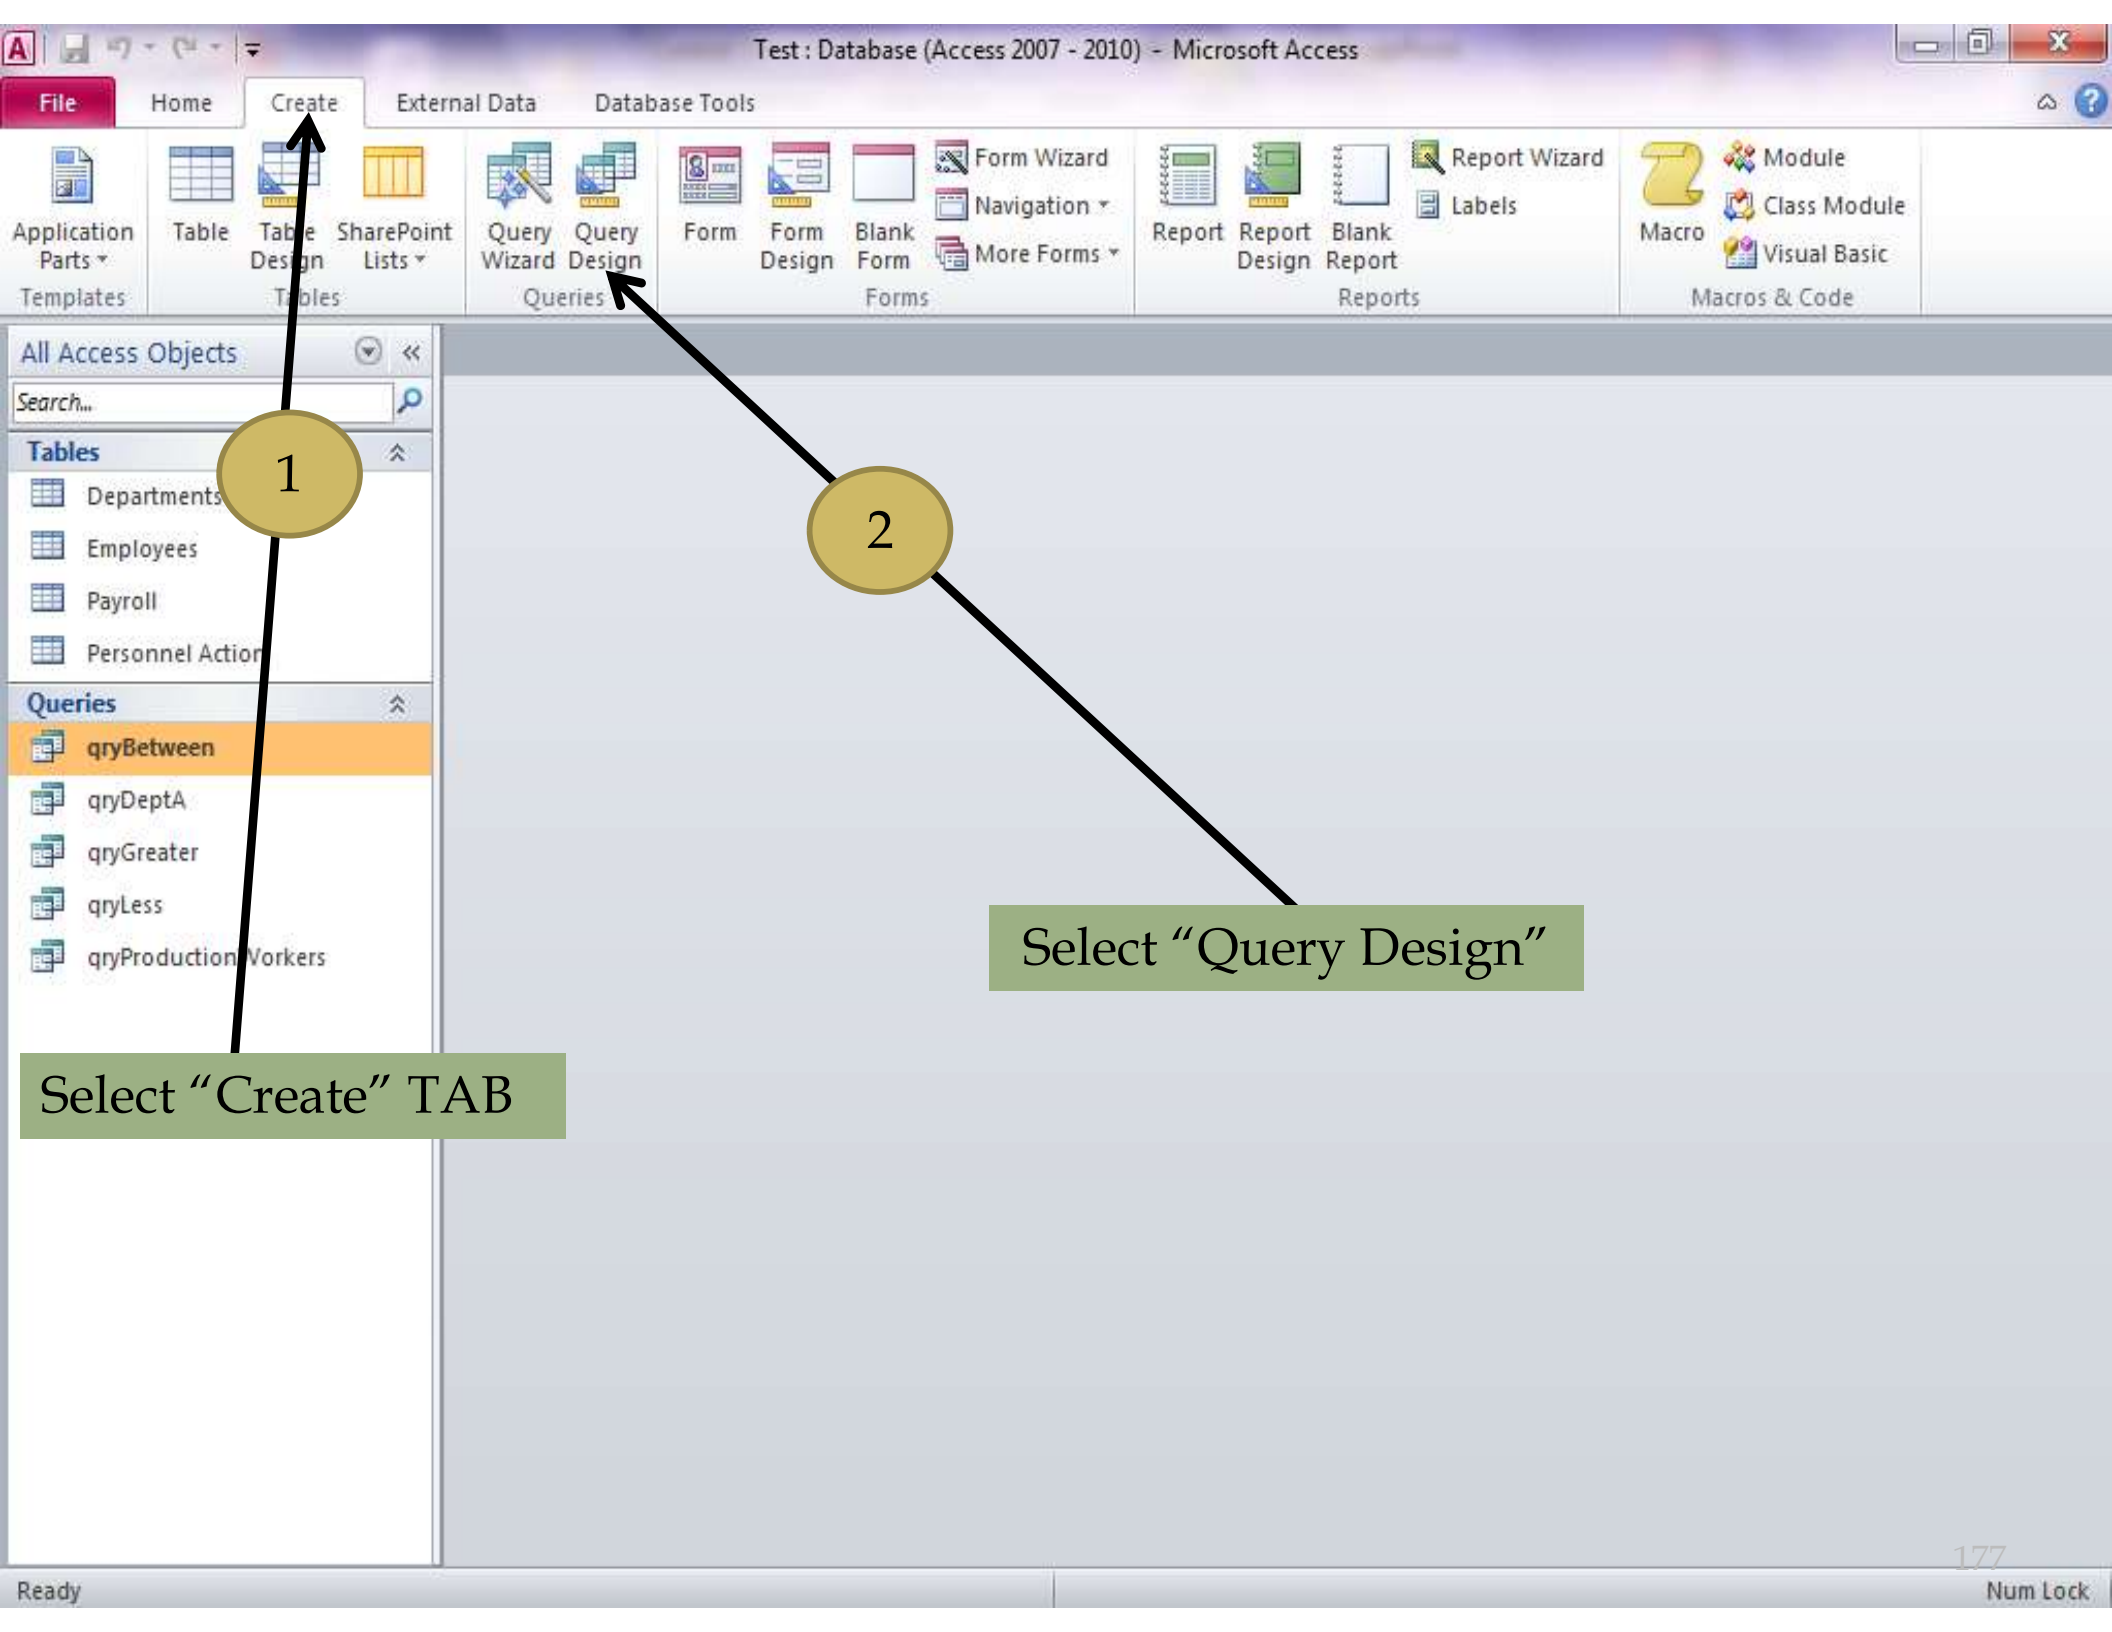 Test : Database (Access 2007 - 2010) - Microsoft Access
File Home Create External Data Database Tools
Application Parts
Table
Table Design
SharePoint Lists
Query Wizard
Query Design
Form
Form Design
Blank Form
Form Wizard
Navigation
More Forms
Report
Report Design
Blank Report
Report Wizard
Labels
Macro
Module
Class Module
Visual Basic
Templates Tables Queries Forms Reports Macros & Code
All Access Objects
Search...
Tables
Departments
Employees
Payroll
Personnel Action
Queries
qryBetween
qryDeptA
qryGreater
qryLess
qryProduction Workers
1
2
Select “Query Design”
Select “Create” TAB
177
Ready
Num Lock